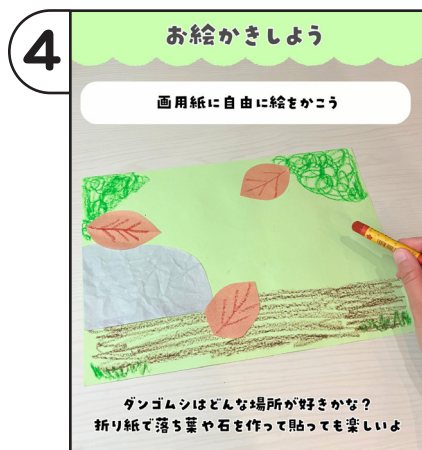 4
お絵かきしよう
画用紙に自由に絵をかこう
ダンゴムシはどんな場所が好きかな？
折り紙で落ち葉や石を作って貼っても楽しいよ